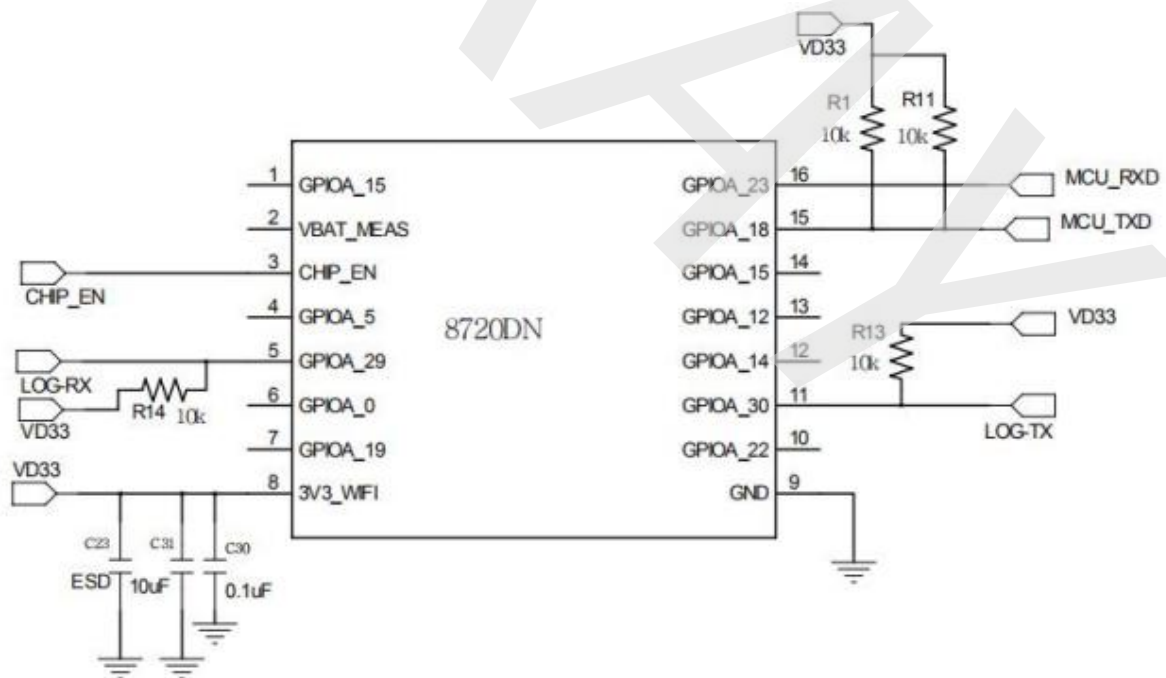 VD33
R1
10k
R11
10k
1
GPIOA_15
2
VBAT_MEAS
3
CHIP_EN
CHIP_EN
4
GPIOA_5
5
GPIOA_29
LOG-RX
R14
10k
VD33
6
GPIOA_0
7
GPIOA_19
VD33
8
3V3_WIFI
8720DN
GPIOA_23
16
MCU_RXD
GPIOA_18
15
MCU_TXD
GPIOA_15
14
GPIOA_12
13
VD33
R13
10k
GPIOA_14
12
GPIOA_30
11
LOG-TX
GPIOA_22
10
GND
9
C23
ESD
C31
10uF
C30
0.1uF